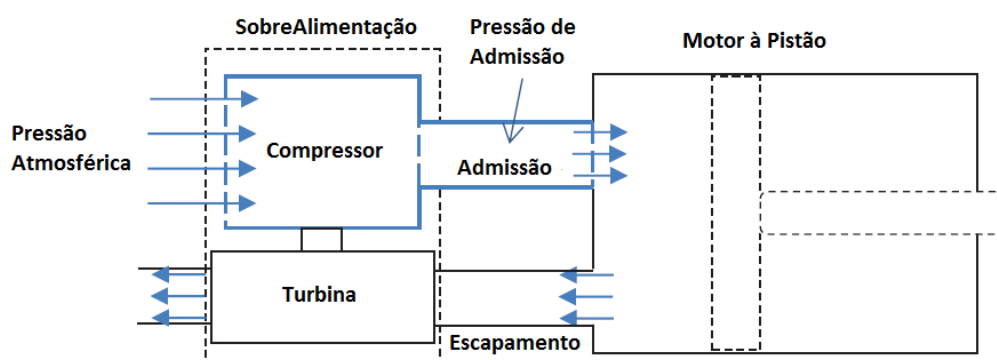 SobreAlimentação
Pressão de
Admissão
Motor à Pistão
Pressão
Atmosférica
Compressor
Admissão
Turbina
Escapamento